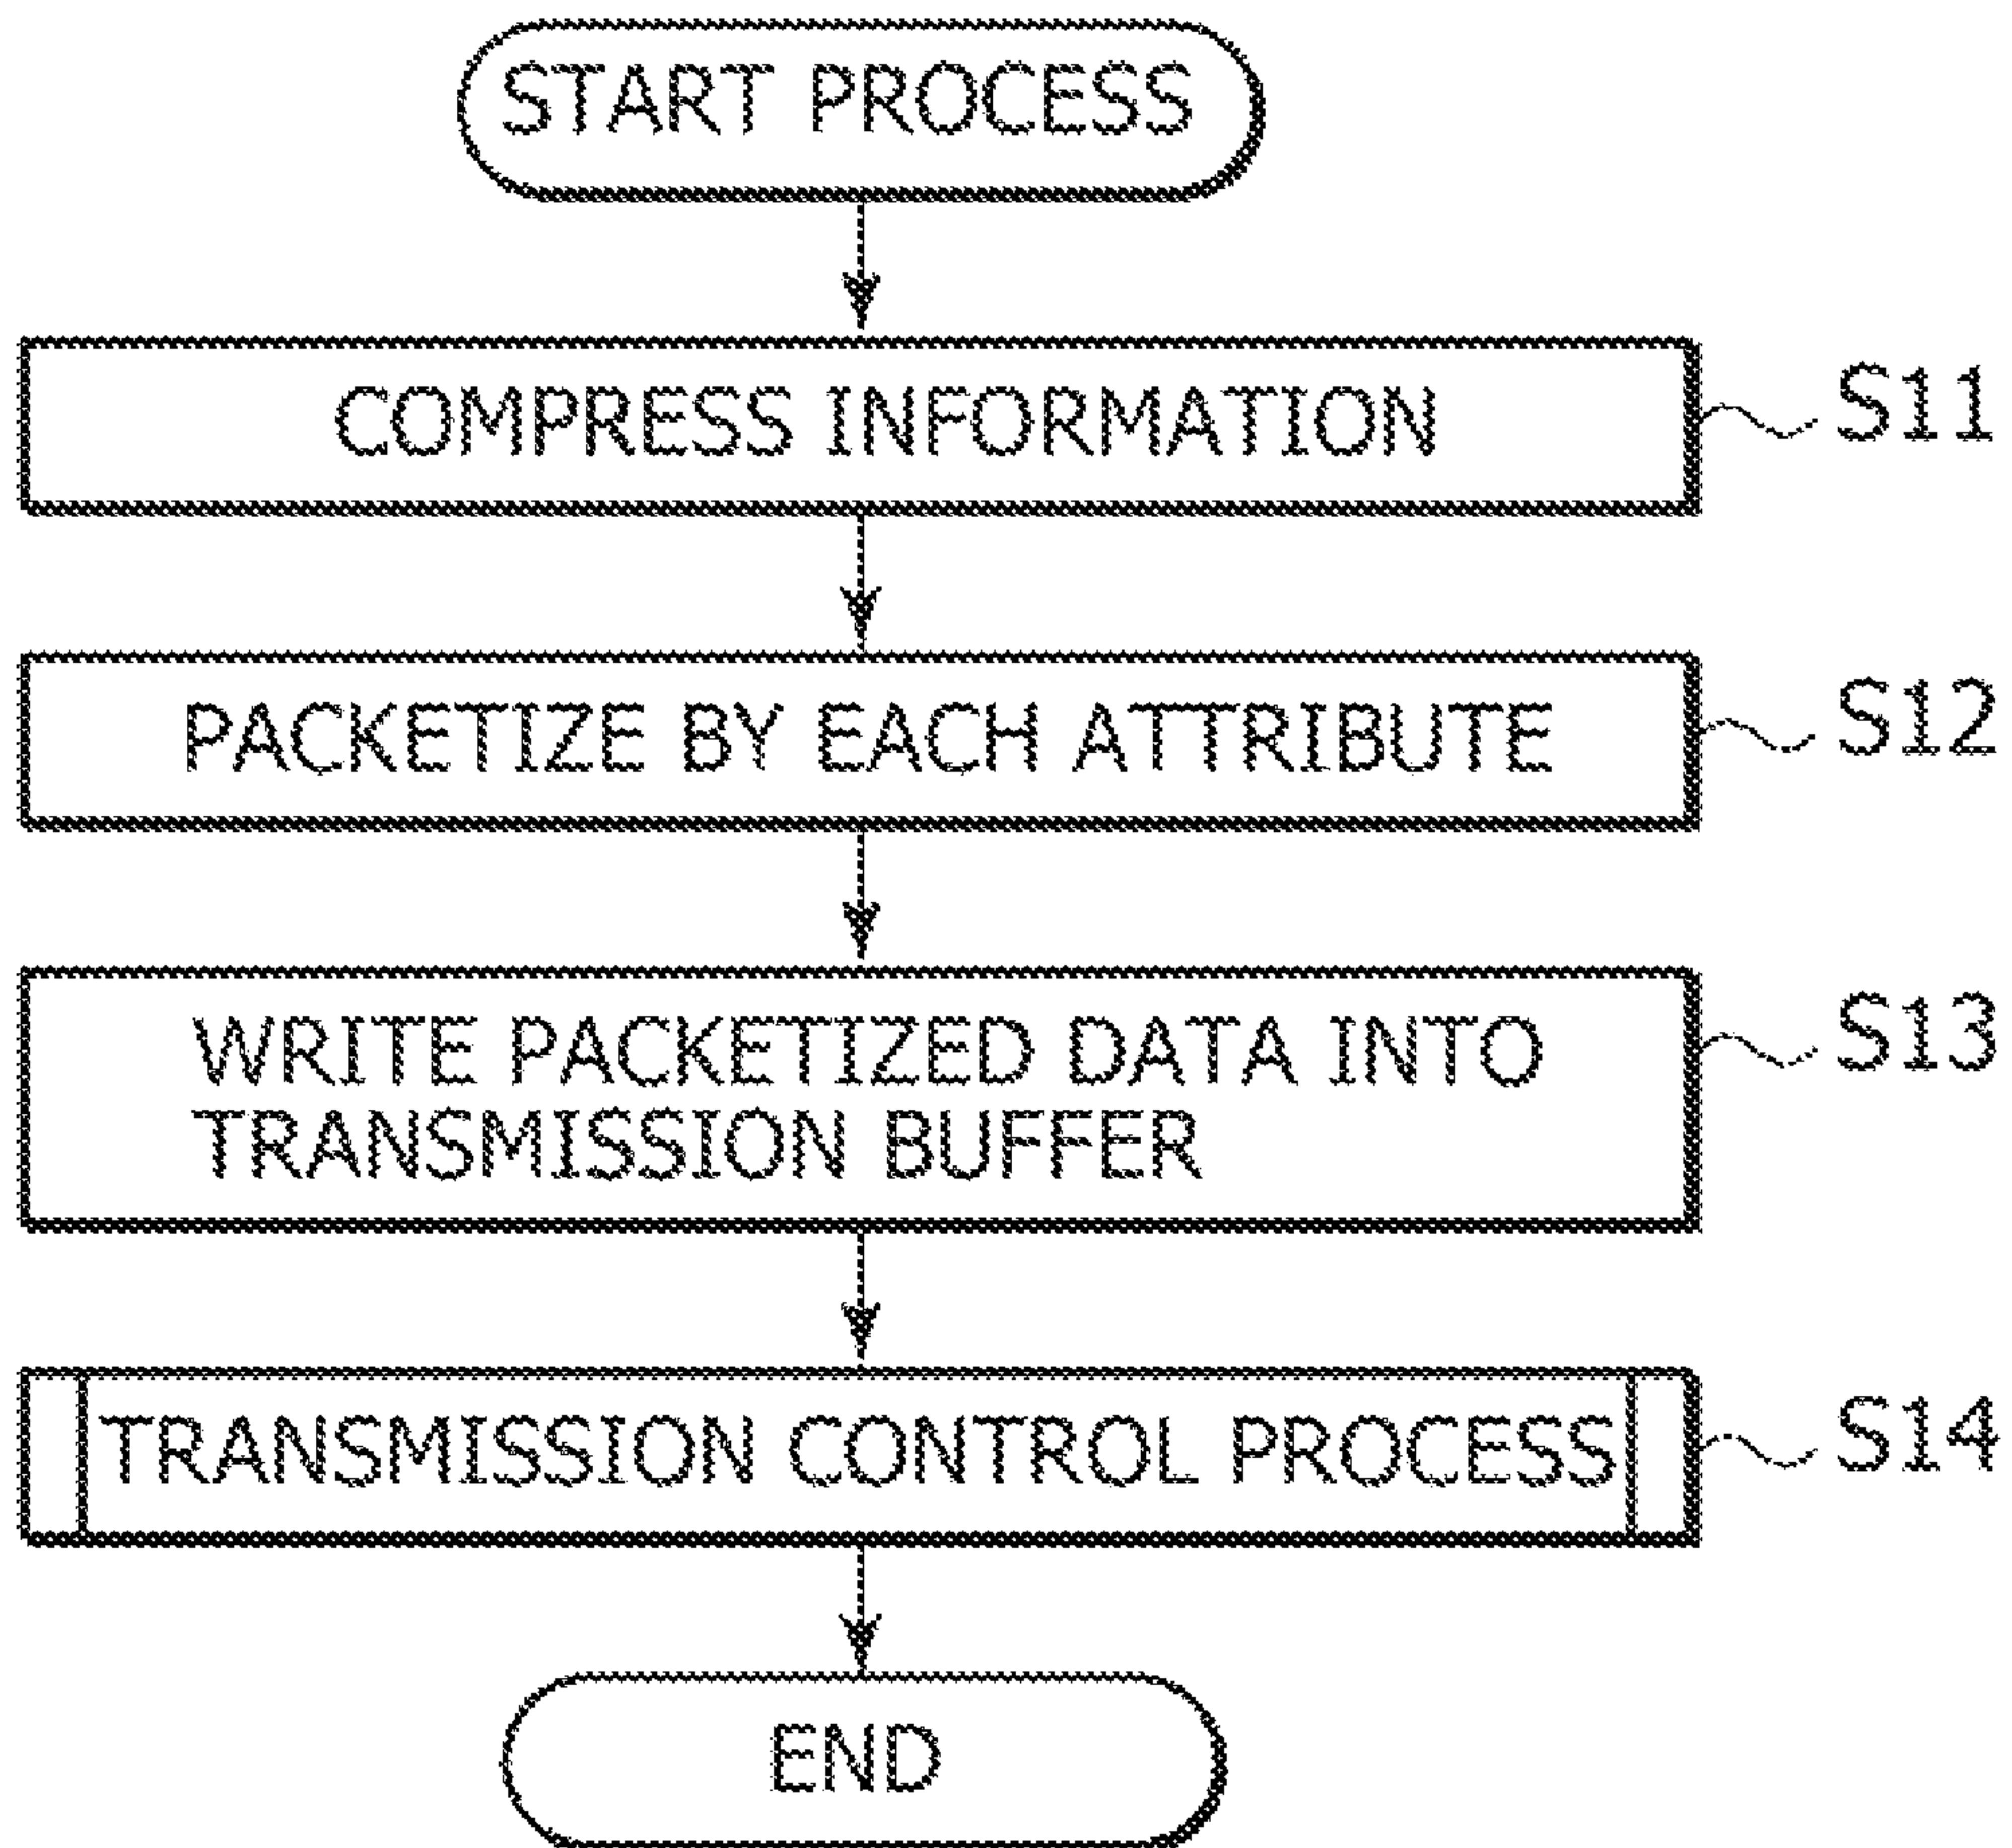 START PROCESS
COMPRESS INFORMATION
S11
PACKETIZE BY EACH ATTRIBUTE
S12
WRITE PACKETIZED DATA INTO
TRANSMISSION BUFFER
S13
TRANSMISSION CONTROL PROCESS
S14
END